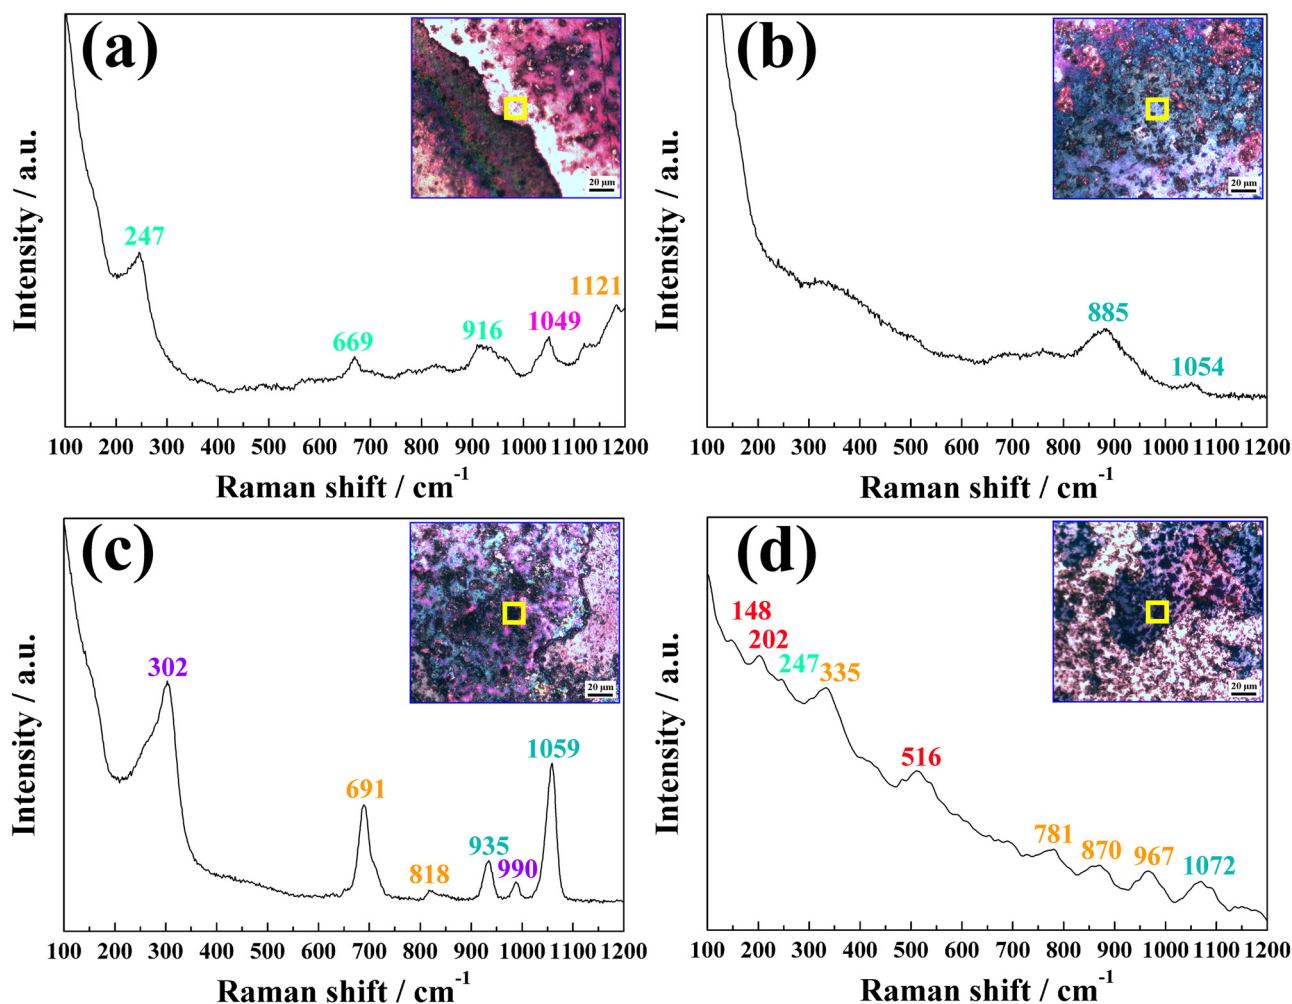 (a)
20 μm
247
669
916
1049
1121
Intensity / a.u.
100 200 300 400 500 600 700 800 900 1000 1100 1200
Raman shift / cm-1
(b)
20 μm
885
1054
Intensity / a.u.
100 200 300 400 500 600 700 800 900 1000 1100 1200
Raman shift / cm-1
(c)
20 μm
302
691
818
935
990
1059
Intensity / a.u.
100 200 300 400 500 600 700 800 900 1000 1100 1200
Raman shift / cm-1
(d)
20 μm
148
202
247
335
516
781
870
967
1072
Intensity / a.u.
100 200 300 400 500 600 700 800 900 1000 1100 1200
Raman shift / cm-1